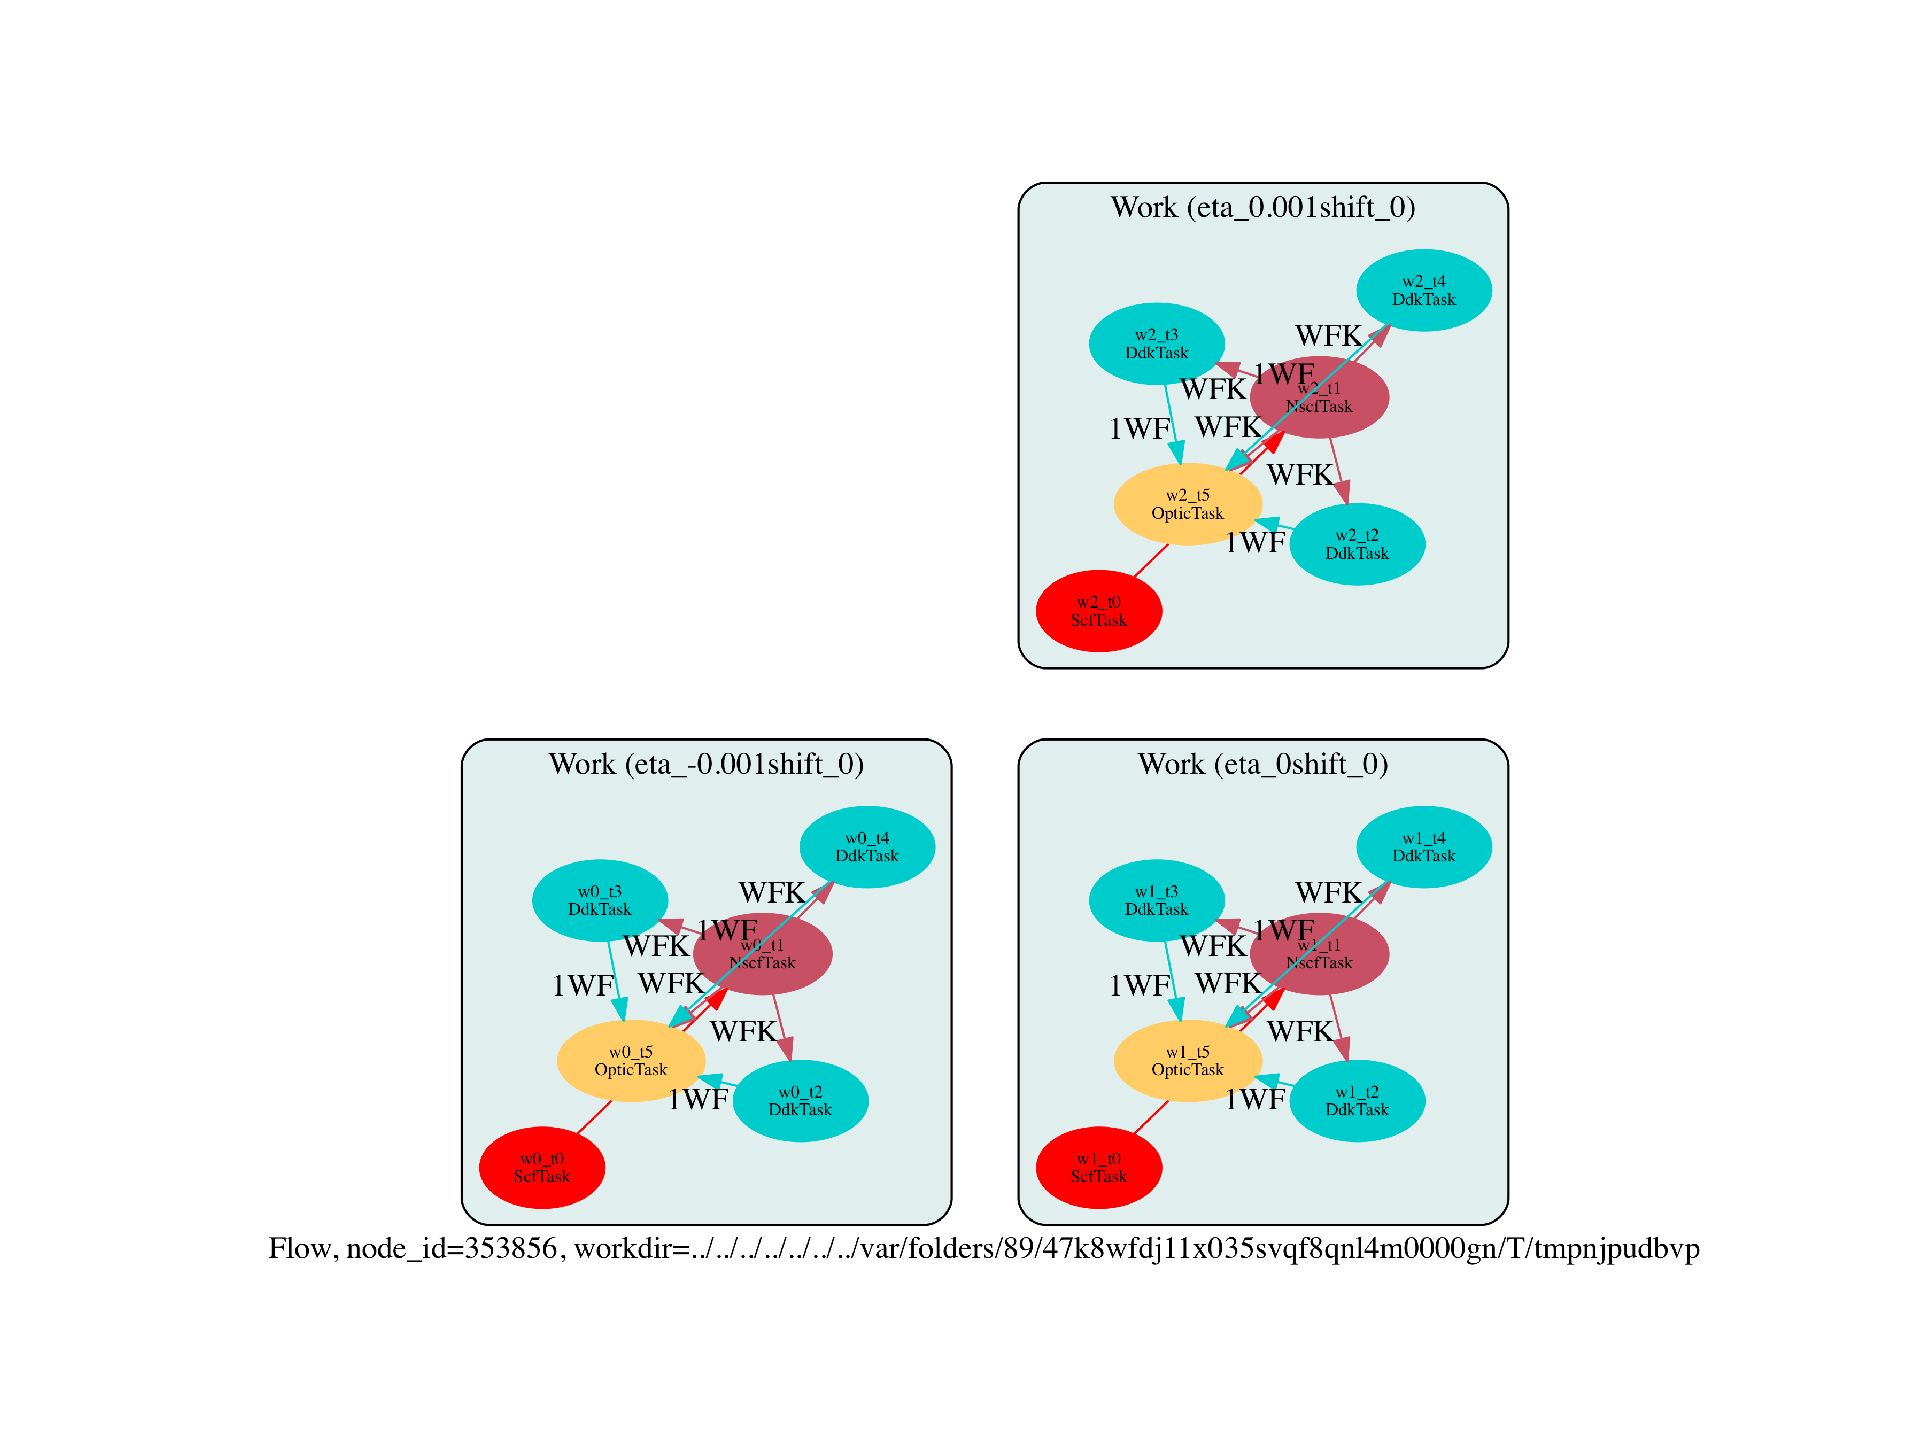 Work (eta_0.001shift_0)
w2_t4
DdkTask
WFK
w2_t3
DdkTask
1WF
WFK
w2_t1
NscfTask
1WF
WFK
WFK
w2_t5
OpticTask
1WF
w2_t2
DdkTask
w2_t0
ScfTask
Work (eta_-0.001shift_0)
w0_t4
DdkTask
WFK
w0_t3
DdkTask
1WF
WFK
w0_t1
NscfTask
1WF
WFK
WFK
w0_t5
OpticTask
1WF
w0_t2
DdkTask
w0_t0
ScfTask
Work (eta_0shift_0)
w1_t4
DdkTask
WFK
w1_t3
DdkTask
1WF
WFK
w1_t1
NscfTask
1WF
WFK
WFK
w1_t5
OpticTask
1WF
w1_t2
DdkTask
w1_t0
ScfTask
Flow, node_id=353856, workdir=../../../../../../../var/folders/89/47k8wfdj11x035svqf8qnl4m0000gn/T/tmpnjpudbvp